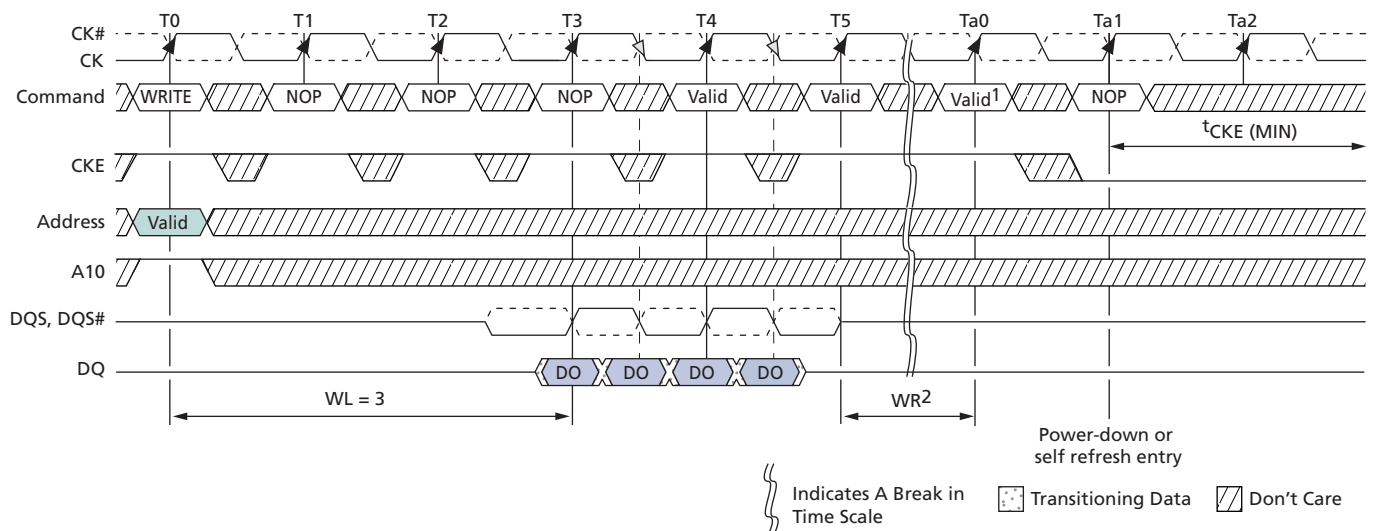 T0 T1 T2 T3 T4 T5 Ta0 Ta1 Ta2
CK#
CK
Command WRITE NOP NOP NOP Valid Valid Valid1 NOP
tCKE (MIN)
CKE
Address Valid
A10
DQS, DQS#
DQ DO DO DO DO
WL = 3 WR2
Power-down or
self refresh entry
Indicates A Break in
Time Scale
Transitioning Data
Don't Care